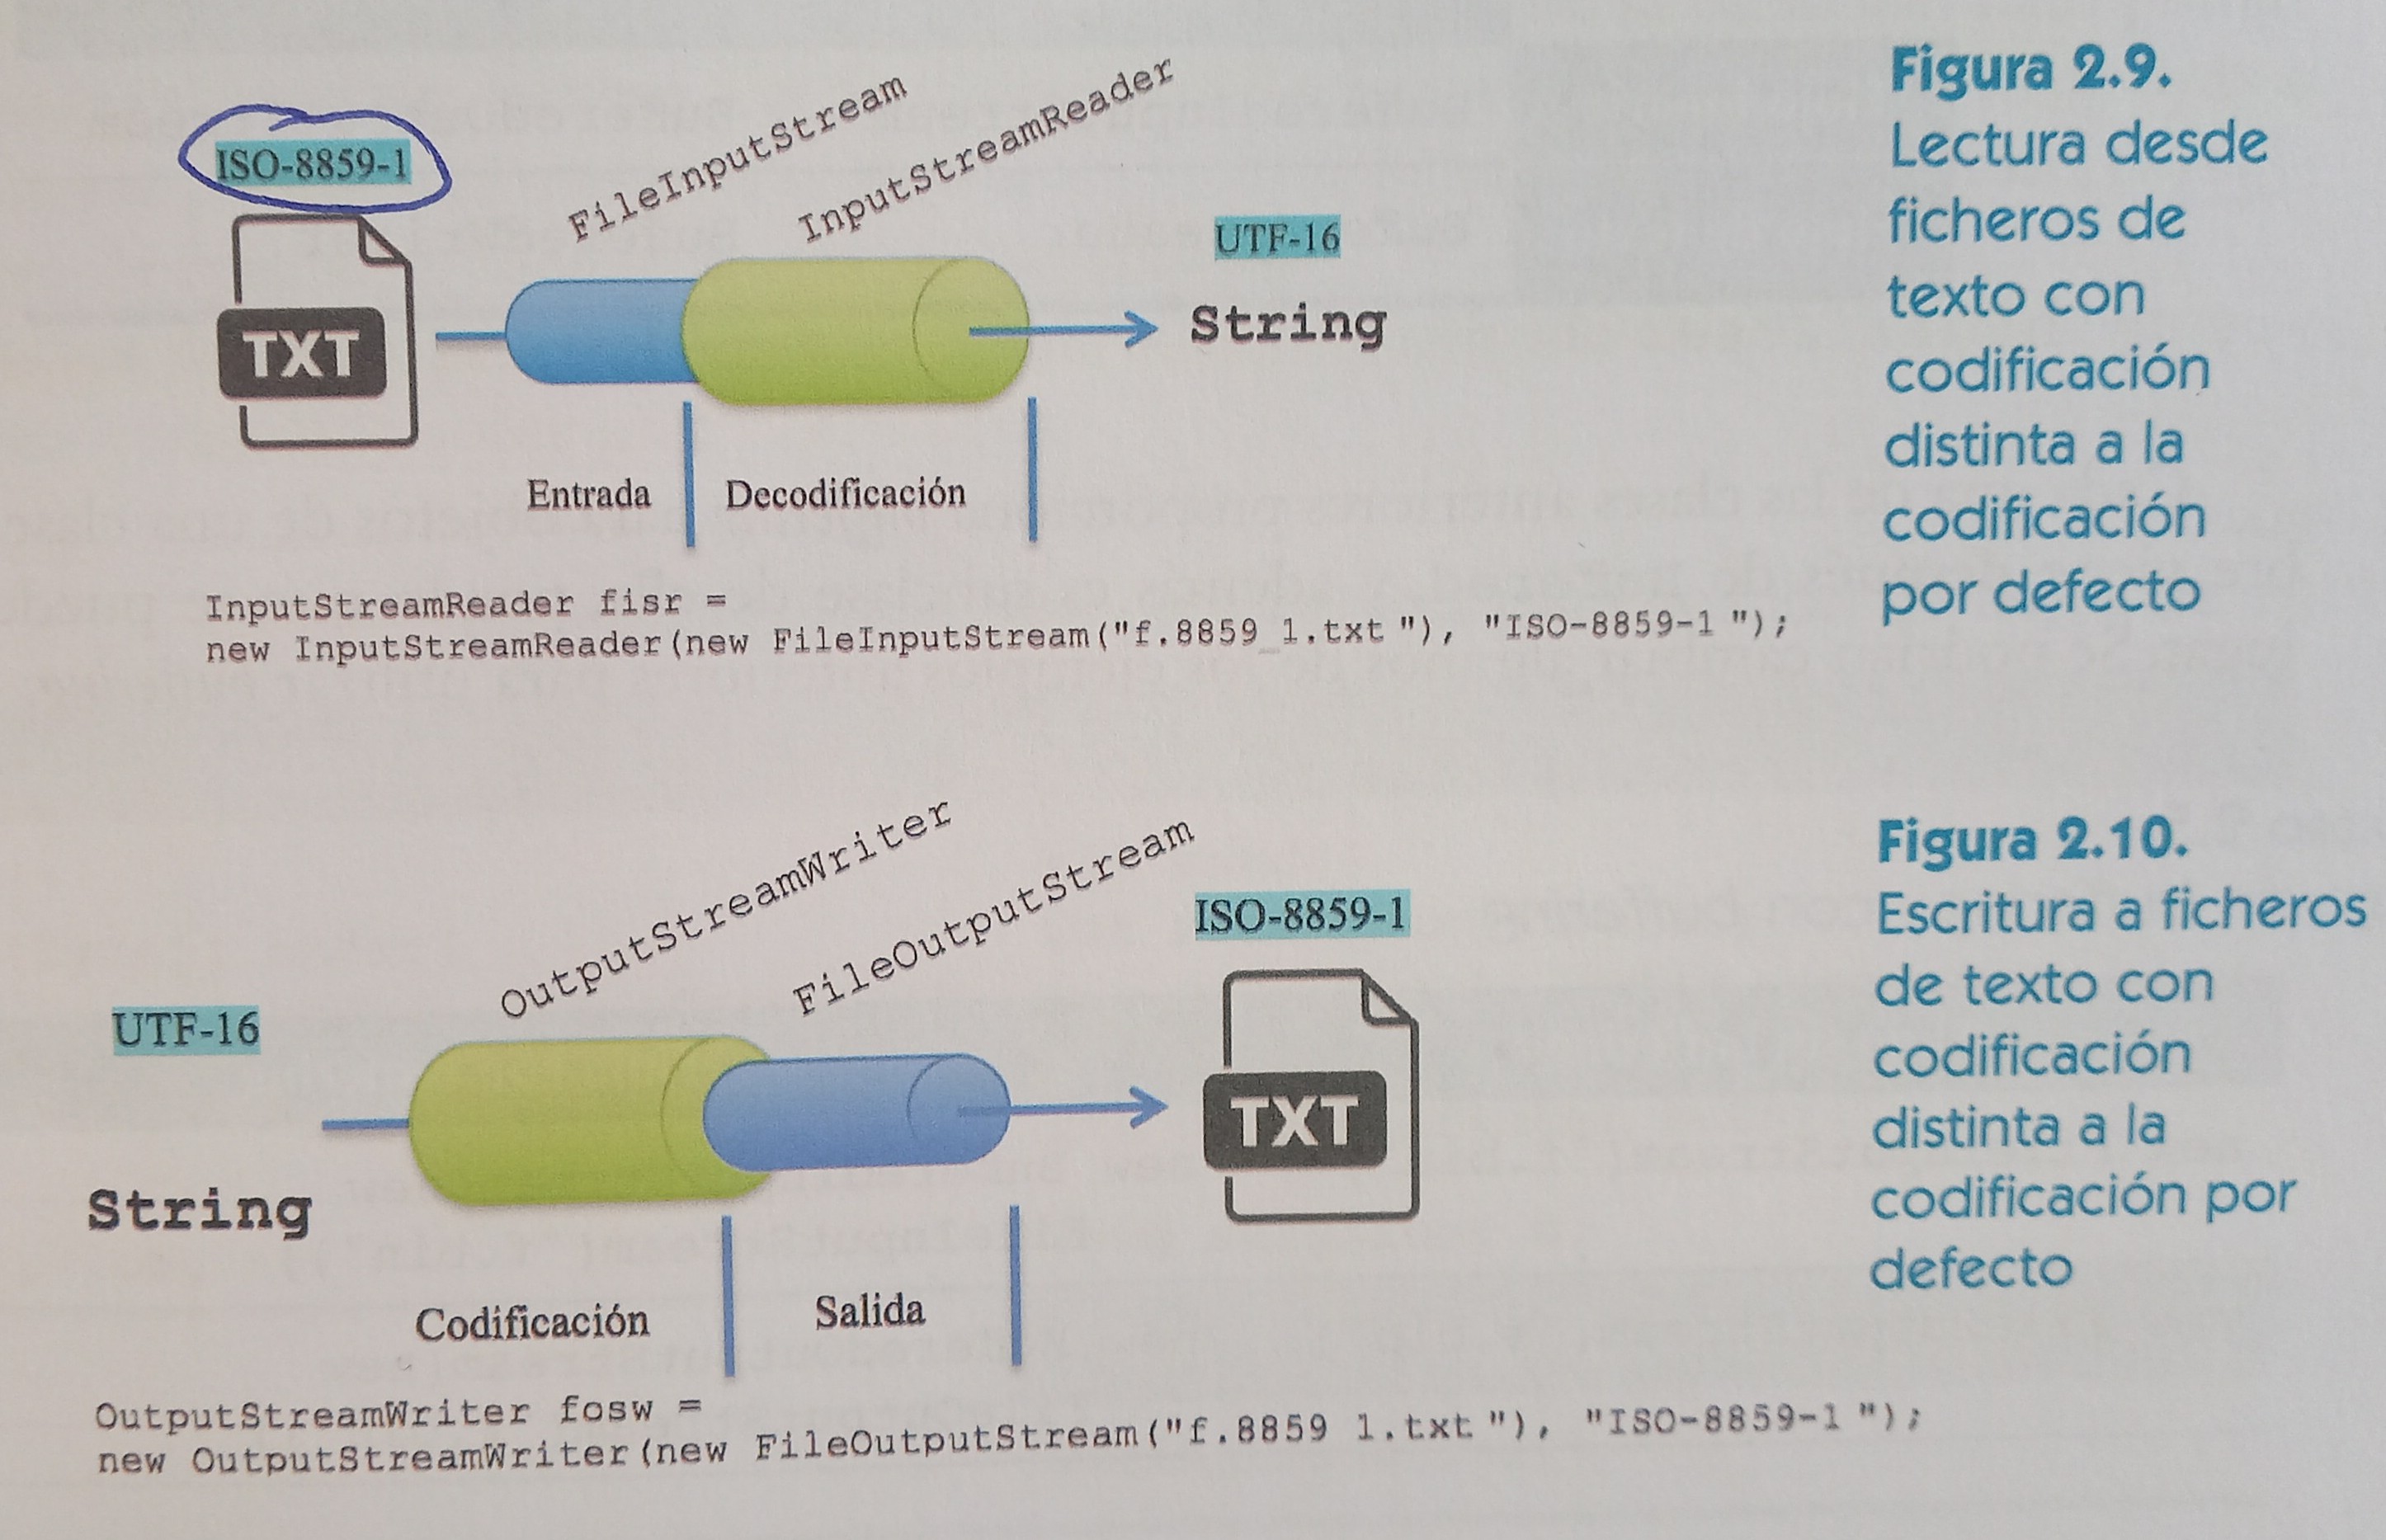 Figura 2.9.
Lectura desde
ficheros de
texto con
codificación
distinta a la
codificación
por defecto
ISO-8859-1
FileInputStream
InputStreamReader
UTF-16
TXT
String
Entrada
Decodificación
InputStreamReader fisr =
new InputStreamReader(new FileInputStream("f.8859_1.txt "), "ISO-8859-1 ");
Figura 2.10.
Escritura a ficheros
de texto con
codificación
distinta a la
codificación por
defecto
OutputStreamWriter
FileOutputStream
ISO-8859-1
UTF-16
TXT
String
Codificación
Salida
OutputStreamWriter fosw =
new OutputStreamWriter(new FileOutputStream("f.8859 1.txt "), "ISO-8859-1 ");